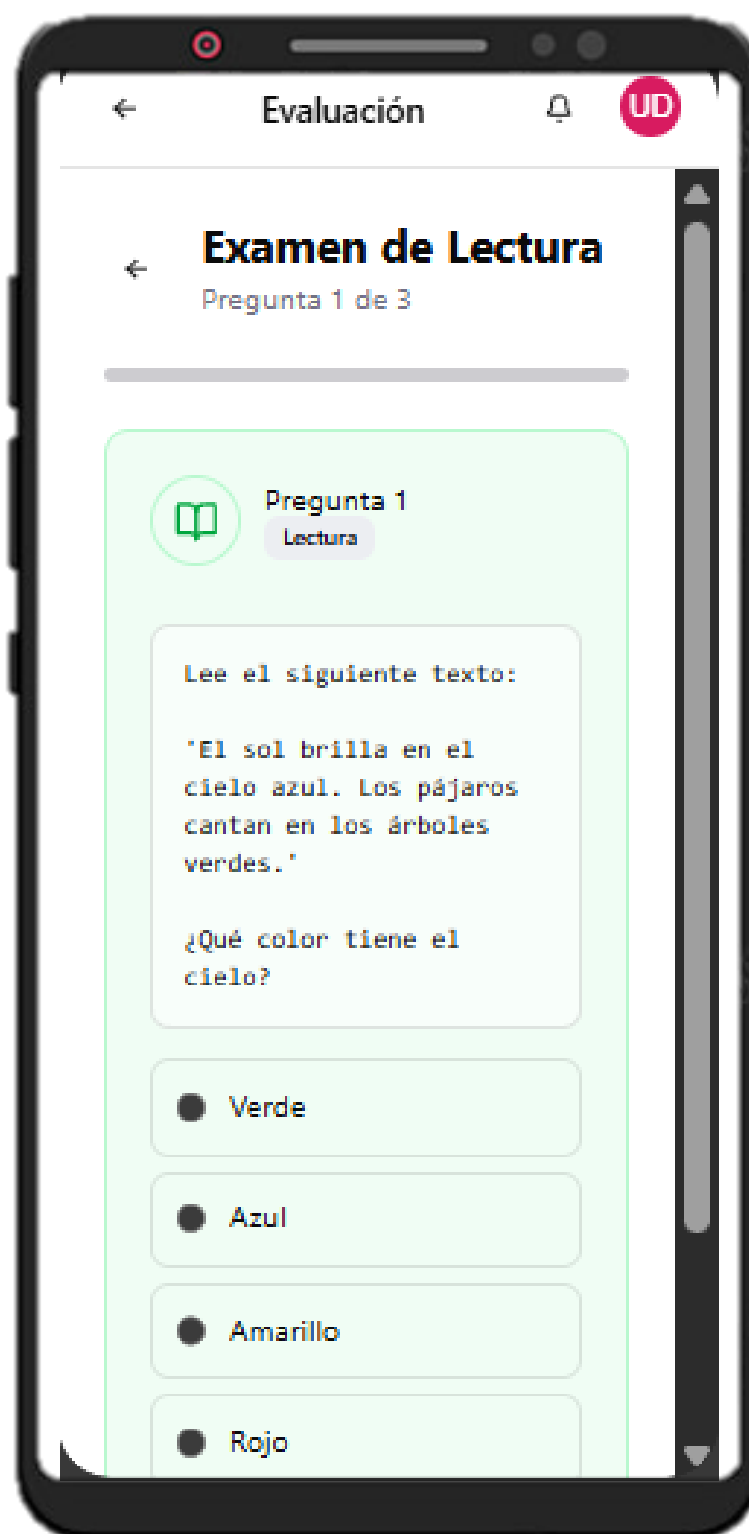 Evaluación
UD
Examen de Lectura
Pregunta 1 de 3
Pregunta 1
Lectura
Lee el siguiente texto:
'El sol brilla en el
cielo azul. Los pájaros
cantan en los árboles
verdes.'
¿Qué color tiene el
cielo?
Verde
Azul
Amarillo
Rojo